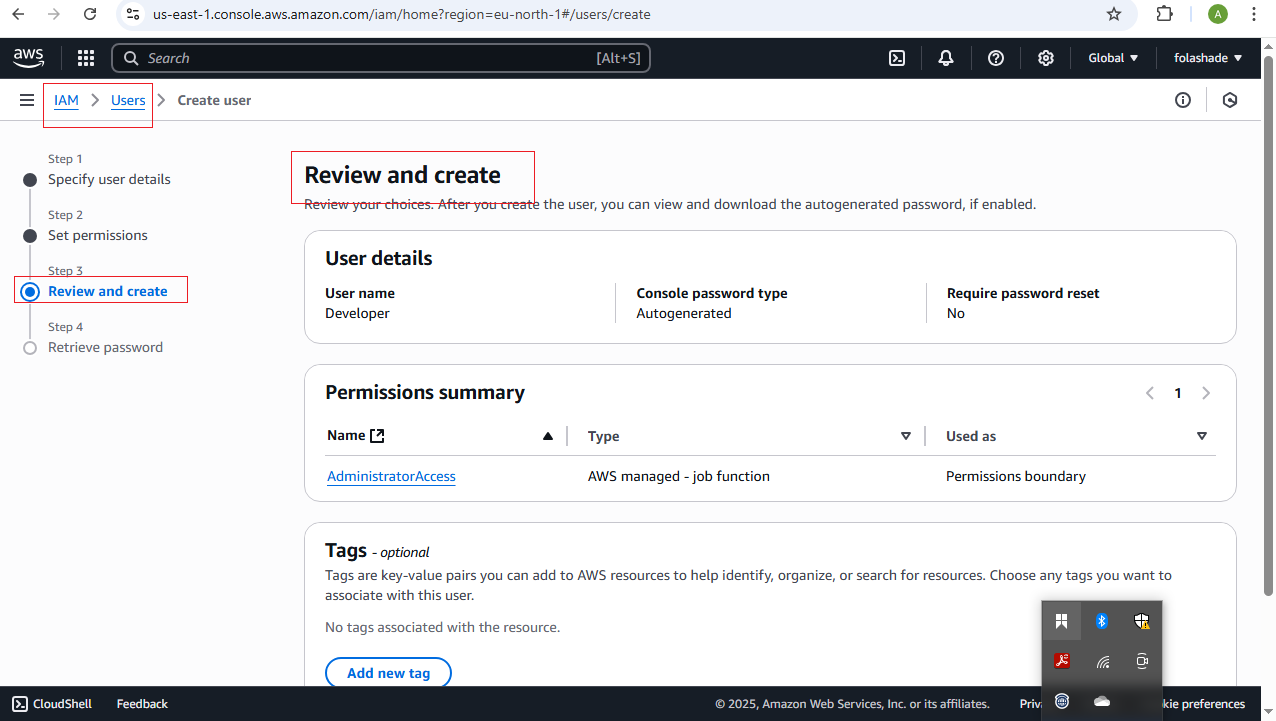 us-east-1.console.aws.amazon.com/iam/home?region=eu-north-1#/users/create
A
aws
Search
[Alt+S]
Global
folashade
IAM
Users
Create user
Step 1
Specify user details
Step 2
Set permissions
Step 3
Review and create
Step 4
Retrieve password
Review and create
Review your choices. After you create the user, you can view and download the autogenerated password, if enabled.
User details
User name
Console password type
Require password reset
Developer
Autogenerated
No
Permissions summary
1
Name
Type
Used as
AdministratorAccess
AWS managed - job function
Permissions boundary
Tags - optional
Tags are key-value pairs you can add to AWS resources to help identify, organize, or search for resources. Choose any tags you want to
associate with this user.
No tags associated with the resource.
Add new tag
CloudShell
Feedback
© 2025, Amazon Web Services, Inc. or its affiliates.
preferences